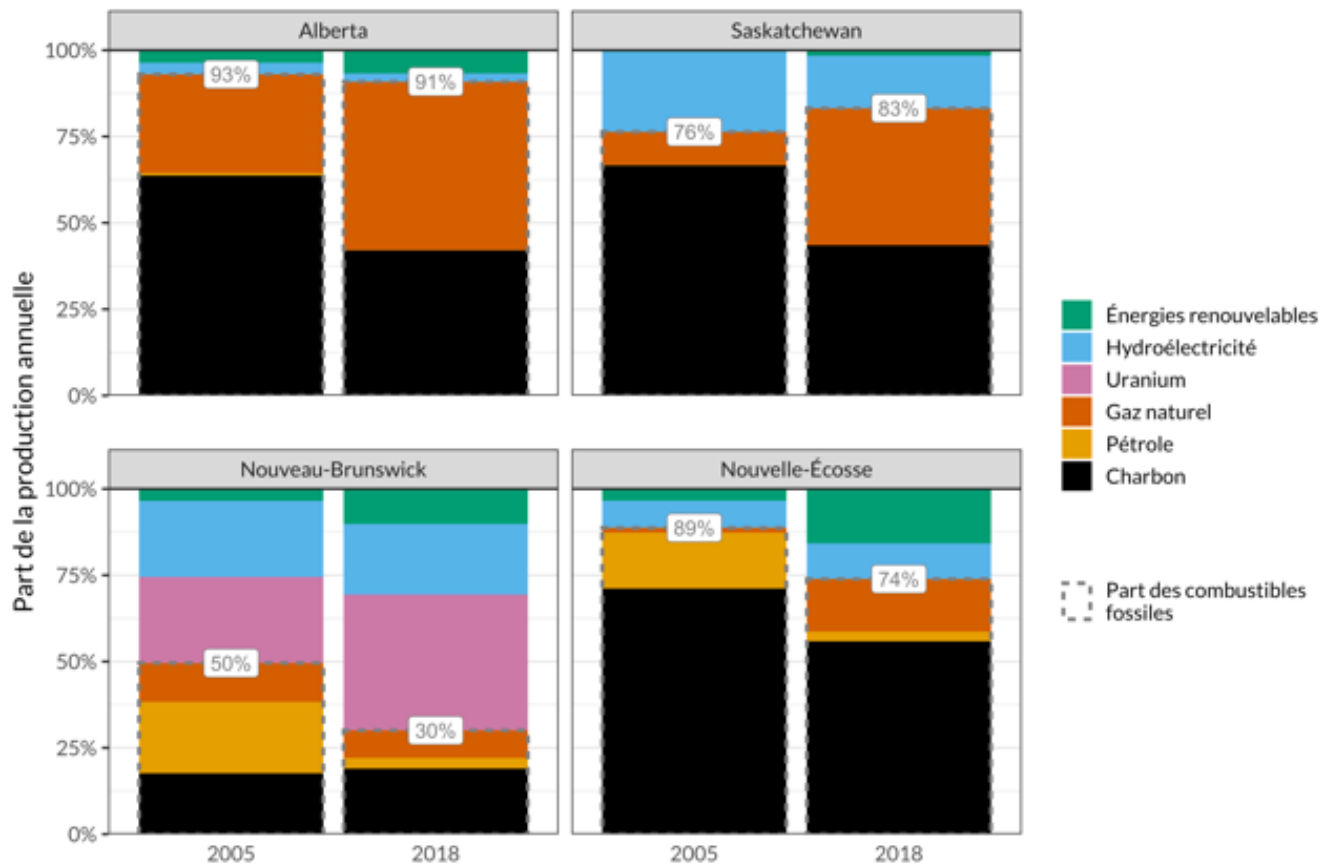 Alberta
Saskatchewan
100%
75%
50%
25%
0%
93%
91%
76%
83%
Part de la production annuelle
Nouveau-Brunswick
Nouvelle-Écosse
100%
75%
50%
25%
0%
50%
30%
89%
74%
2005
2018
2005
2018
Énergies renouvelables
Hydroélectricité
Uranium
Gaz naturel
Pétrole
Charbon
Part des combustibles
fossiles